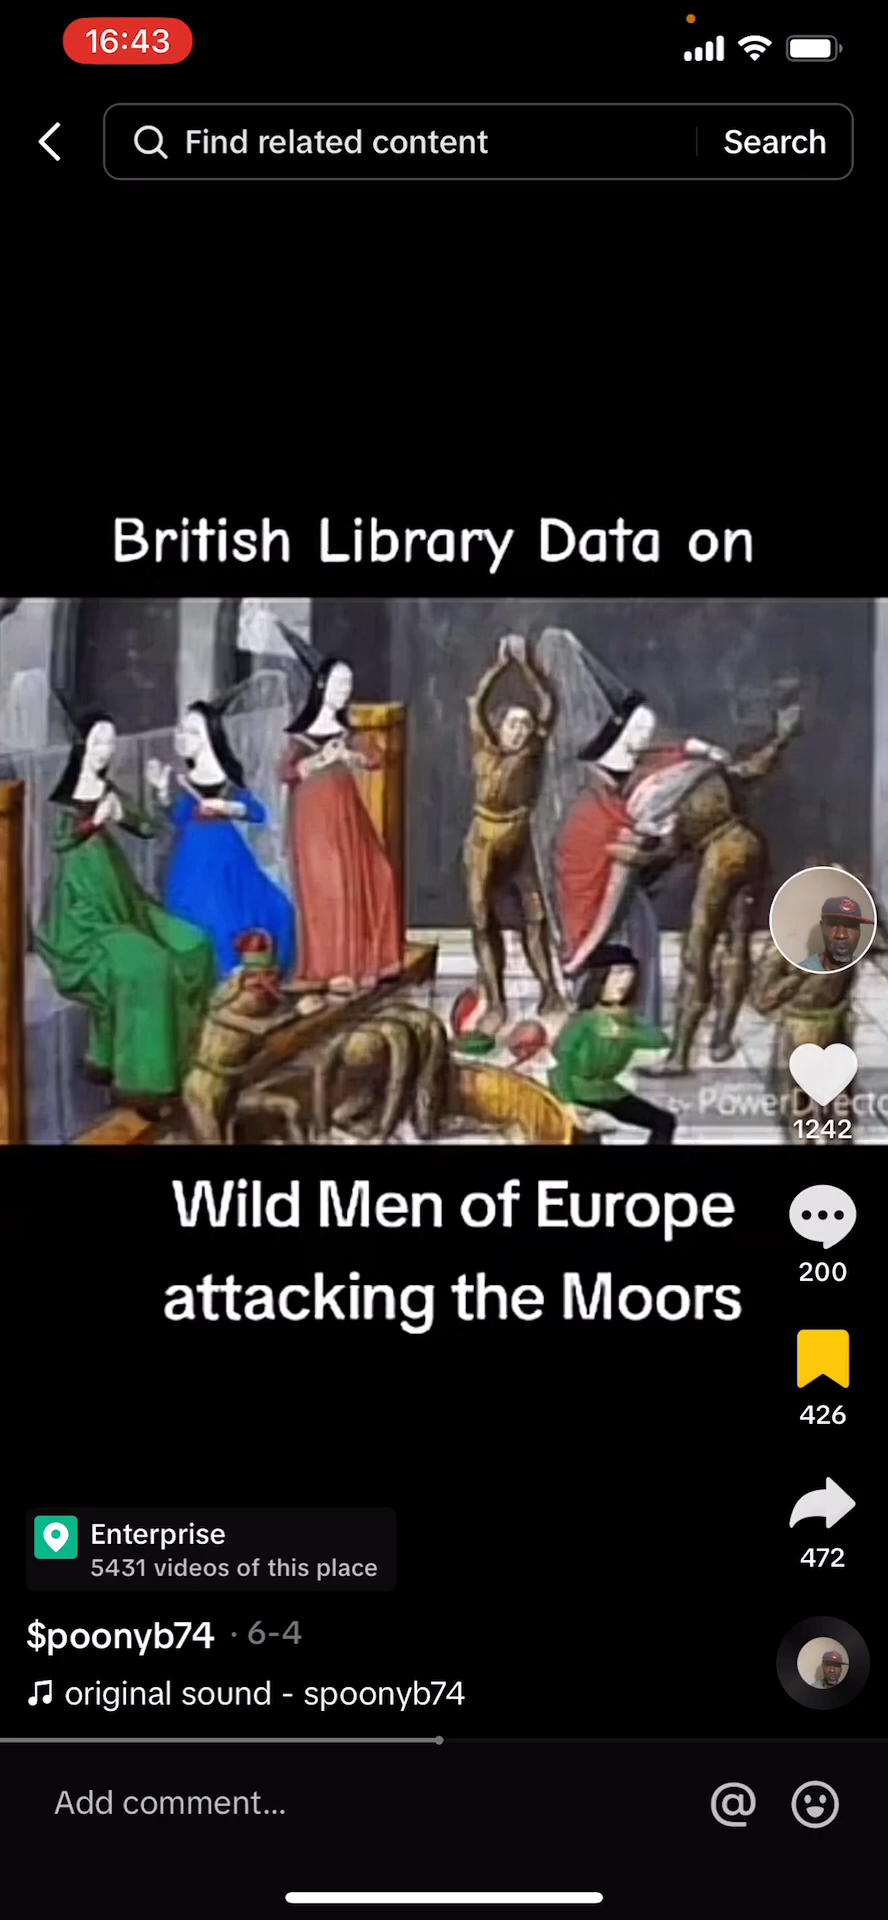 16:43
Find related content
Search
British Library Data on
PowerDirecto
1242
Wild Men of Europe
attacking the Moors
200
426
472
Enterprise
5431 videos of this place
$poonyb74 · 6-4
original sound - spoonyb74
Add comment...
@